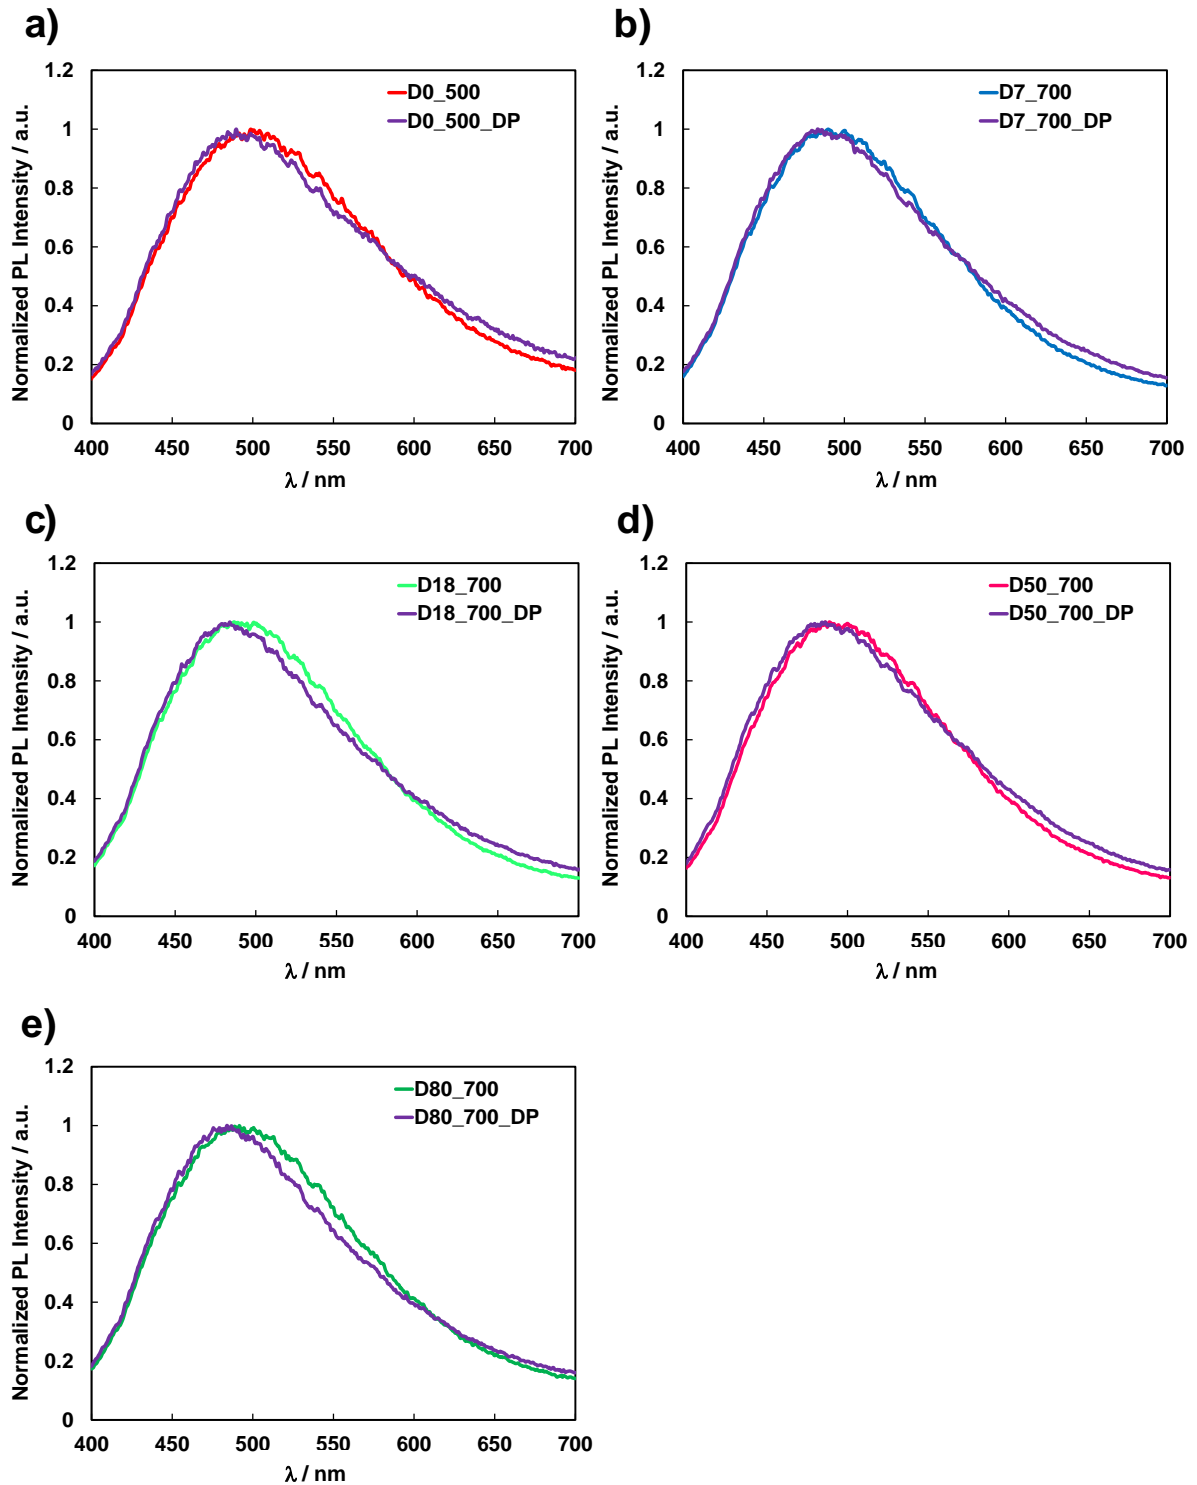 a)
Normalized PL Intensity / a.u.
1.2
1
0.8
0.6
0.4
0.2
0
D0_500
D0_500_DP
400 450 500 550 600 650 700
λ / nm
b)
Normalized PL Intensity / a.u.
1.2
1
0.8
0.6
0.4
0.2
0
D7_700
D7_700_DP
400 450 500 550 600 650 700
λ / nm
c)
Normalized PL Intensity / a.u.
1.2
1
0.8
0.6
0.4
0.2
0
D18_700
D18_700_DP
400 450 500 550 600 650 700
λ / nm
d)
Normalized PL Intensity / a.u.
1.2
1
0.8
0.6
0.4
0.2
0
D50_700
D50_700_DP
400 450 500 550 600 650 700
λ / nm
e)
Normalized PL Intensity / a.u.
1.2
1
0.8
0.6
0.4
0.2
0
D80_700
D80_700_DP
400 450 500 550 600 650 700
λ / nm